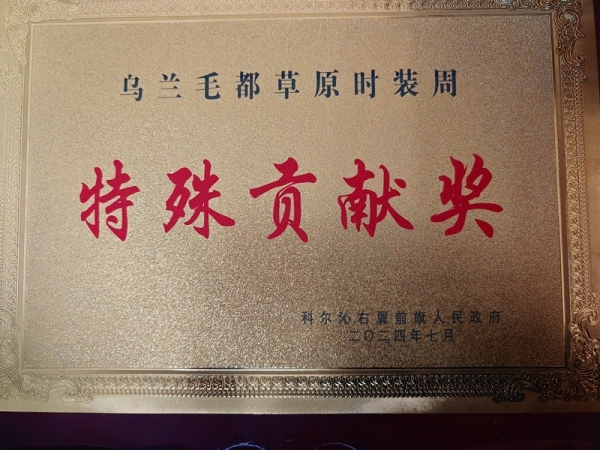 乌兰毛都草原时装周
特殊贡献奖
科尔沁右翼前旗人民政府
二〇二四年七月